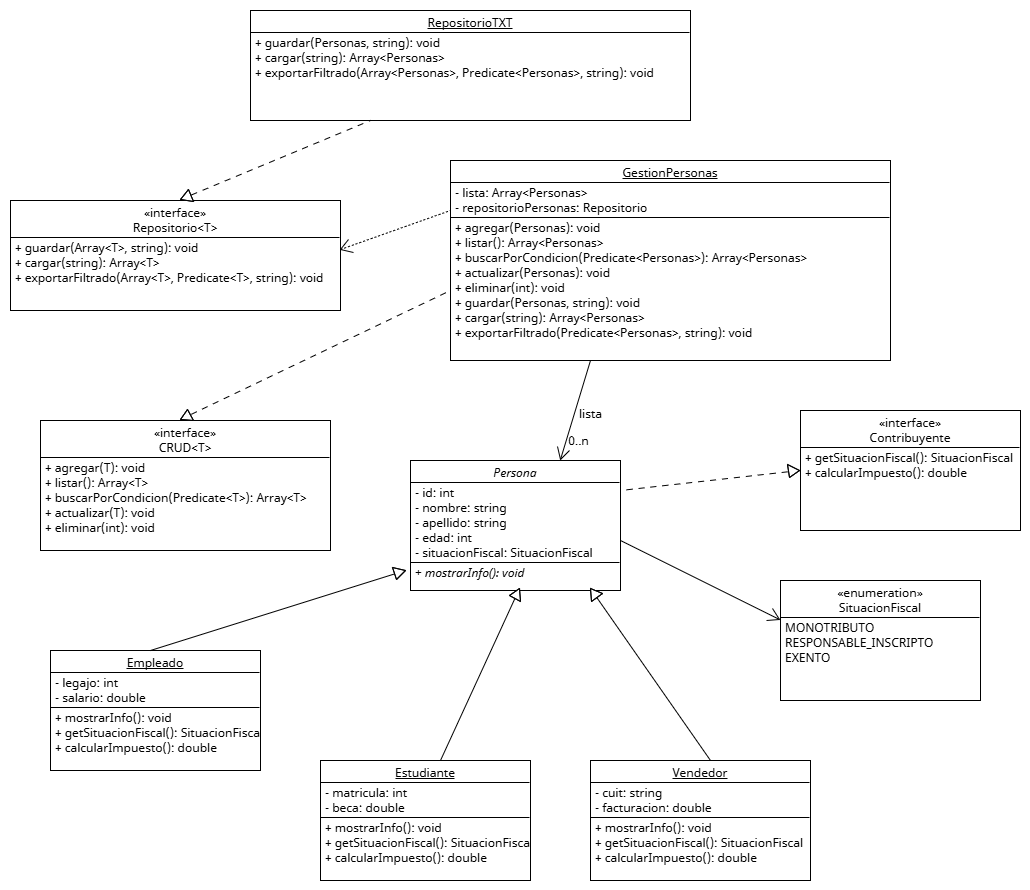 RepositorioTXT
+ guardar(Personas, string): void
+ cargar(string): Array<Personas>
+ exportarFiltrado(Array<Personas>, Predicate<Personas>, string): void
GestionPersonas
- lista: Array<Personas>
- repositorioPersonas: Repositorio
+ agregar(Personas): void
+ listar(): Array<Personas>
+ buscarPorCondicion(Predicate<Personas>): Array<Personas>
+ actualizar(Personas): void
+ eliminar(int): void
+ guardar(Personas, string): void
+ cargar(string): Array<Personas>
+ exportarFiltrado(Predicate<Personas>, string): void
«interface»
Repositorio<T>
+ guardar(Array<T>, string): void
+ cargar(string): Array<T>
+ exportarFiltrado(Array<T>, Predicate<T>, string): void
lista
0..n
«interface»
CRUD<T>
+ agregar(T): void
+ listar(): Array<T>
+ buscarPorCondicion(Predicate<T>): Array<T>
+ actualizar(T): void
+ eliminar(int): void
«interface»
Contribuyente
+ getSituacionFiscal(): SituacionFiscal
+ calcularImpuesto(): double
Persona
- id: int
- nombre: string
- apellido: string
- edad: int
- situacionFiscal: SituacionFiscal
+ mostrarInfo(): void
«enumeration»
SituacionFiscal
MONOTRIBUTO
RESPONSABLE_INSCRIPTO
EXENTO
Empleado
- legajo: int
- salario: double
+ mostrarInfo(): void
+ getSituacionFiscal(): SituacionFisca
+ calcularImpuesto(): double
Estudiante
- matricula: int
- beca: double
+ mostrarInfo(): void
+ getSituacionFiscal(): SituacionFisca
+ calcularImpuesto(): double
Vendedor
- cuit: string
- facturacion: double
+ mostrarInfo(): void
+ getSituacionFiscal(): SituacionFiscal
+ calcularImpuesto(): double